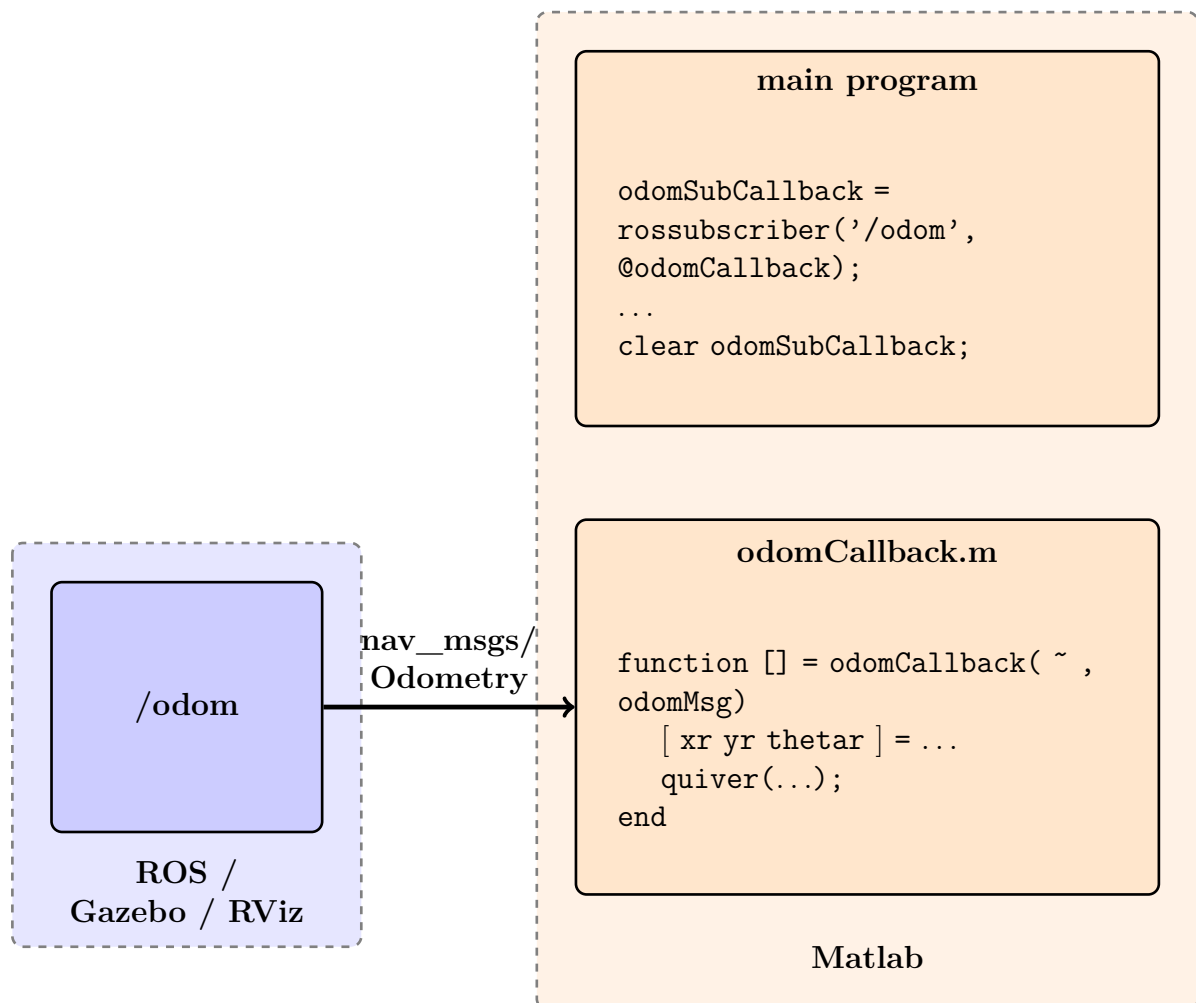 main program
odomSubCallback =
rossubscriber('/odom',
@odomCallback);
...
clear odomSubCallback;
odomCallback.m
function [] = odomCallback( ~ ,
odomMsg)
[ xr yr thetar ] = ...
quiver(...);
end
Matlab
nav_msgs/
Odometry
/odom
ROS /
Gazebo / RViz